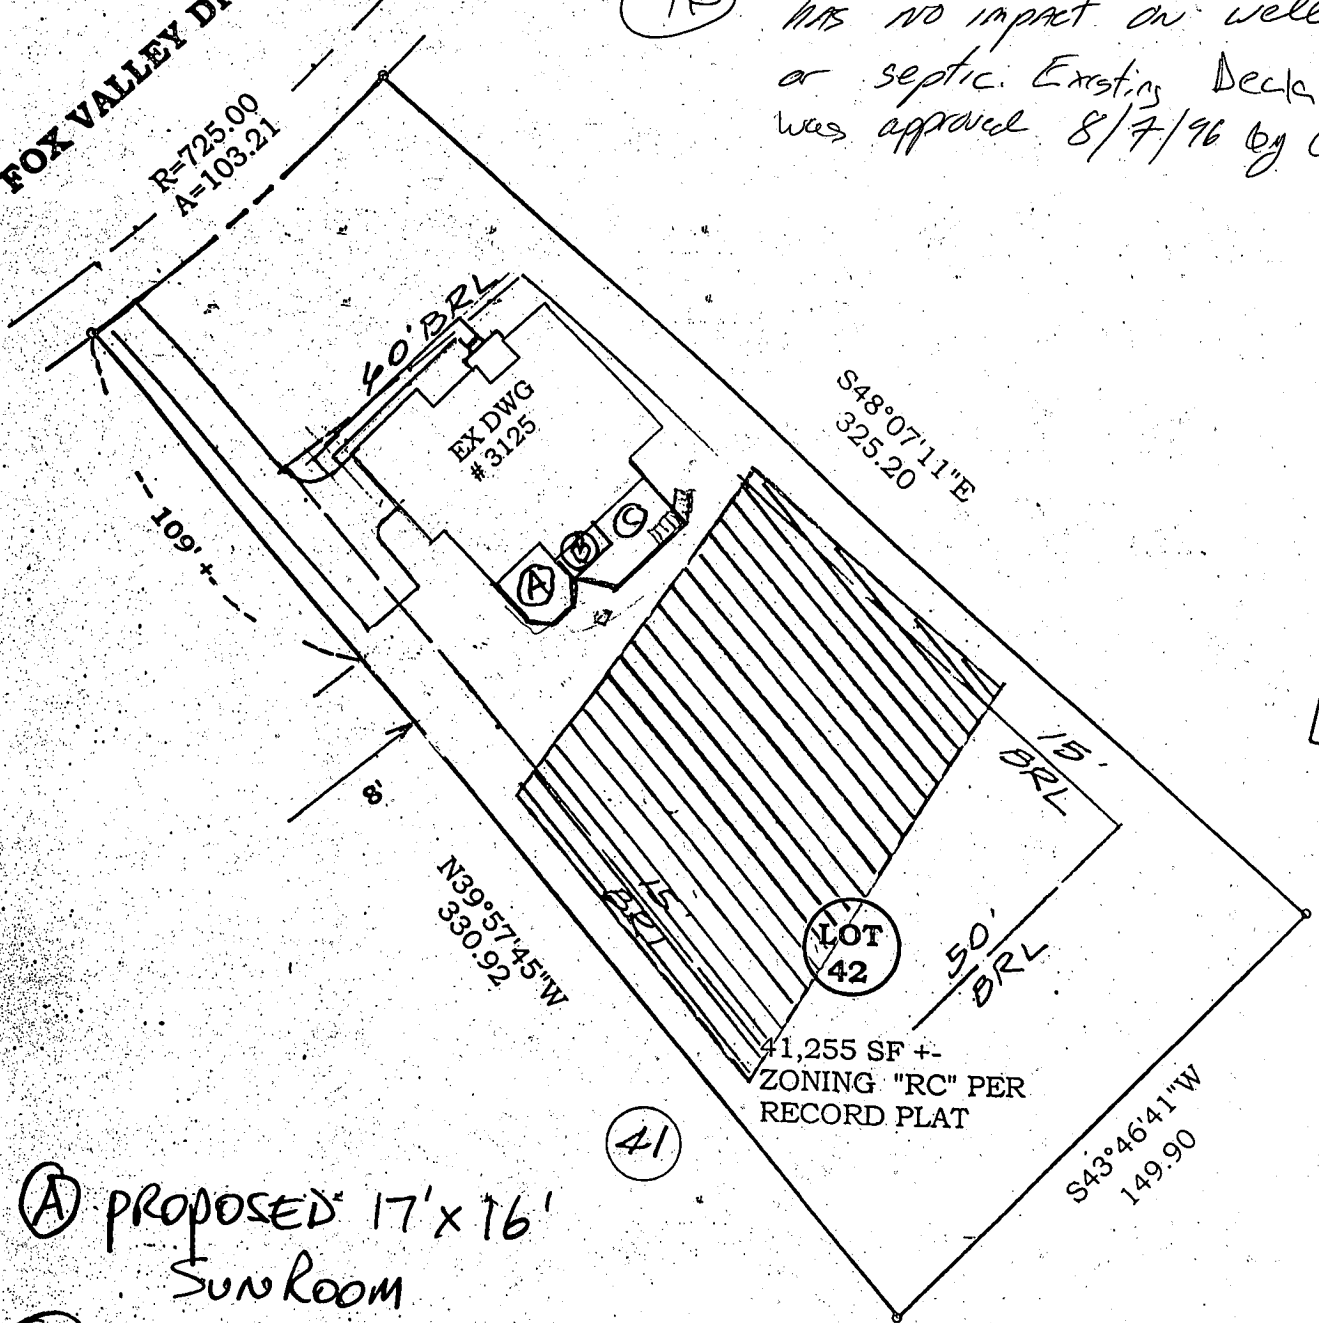 FOX VALLEY
R=725.00
A=103.21
has no impact on well
or septic. Existing Deck
was approved 8/7/96 by
40' BRL
EX DWG
# 3125
S48°07'11"E
325.20
109' +-
A
B
C
8'
15'
BRL
N39°57'45"W
330.92
15'
BRL
LOT
42
50'
BRL
41,255 SF +-
ZONING "RC" PER
RECORD PLAT
S43°46'41"W
149.90
41
A PROPOSED 17' x 16'
SUNROOM